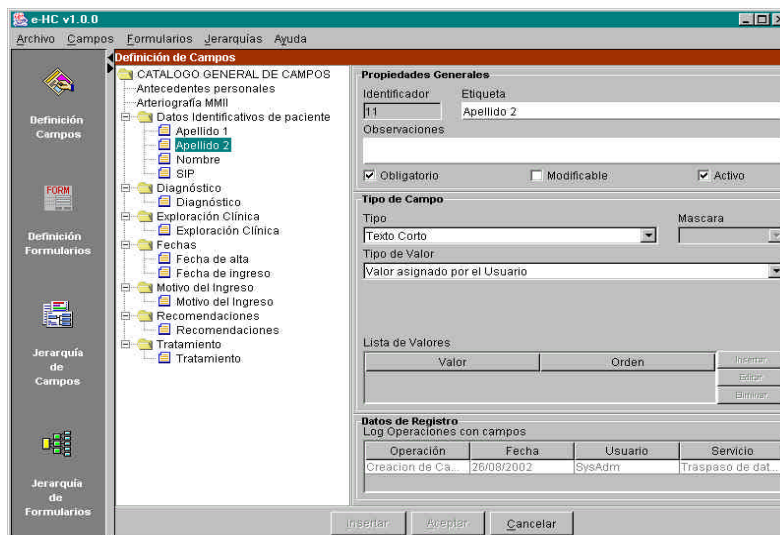 e-HC v1.0.0
Archivo Campos Formularios Jerarquías Ayuda
Definición Campos
FORM
Definición Formularios
Jerarquía de Campos
Jerarquía de Formularios
Definición de Campos
CATALOGO GENERAL DE CAMPOS
Antecedentes personales
Arteriografía MMII
Datos Identificativos de paciente
Apellido 1
Apellido 2
Nombre
SIP
Diagnóstico
Diagnóstico
Exploración Clínica
Exploración Clínica
Fechas
Fecha de alta
Fecha de ingreso
Motivo del Ingreso
Motivo del Ingreso
Recomendaciones
Recomendaciones
Tratamiento
Tratamiento
Propiedades Generales
Identificador Etiqueta
11 Apellido 2
Observaciones
Obligatorio Modificable Activo
Tipo de Campo
Tipo Mascara
Texto Corto
Tipo de Valor
Valor asignado por el Usuario
Lista de Valores
Valor Orden
Insertar
Editar
Eliminar
Datos de Registro
Log Operaciones con campos
Operación Fecha Usuario Servicio
Creacion de Ca... 26/08/2002 SysAdm Traspaso de dat...
Insertar Aceptar Cancelar